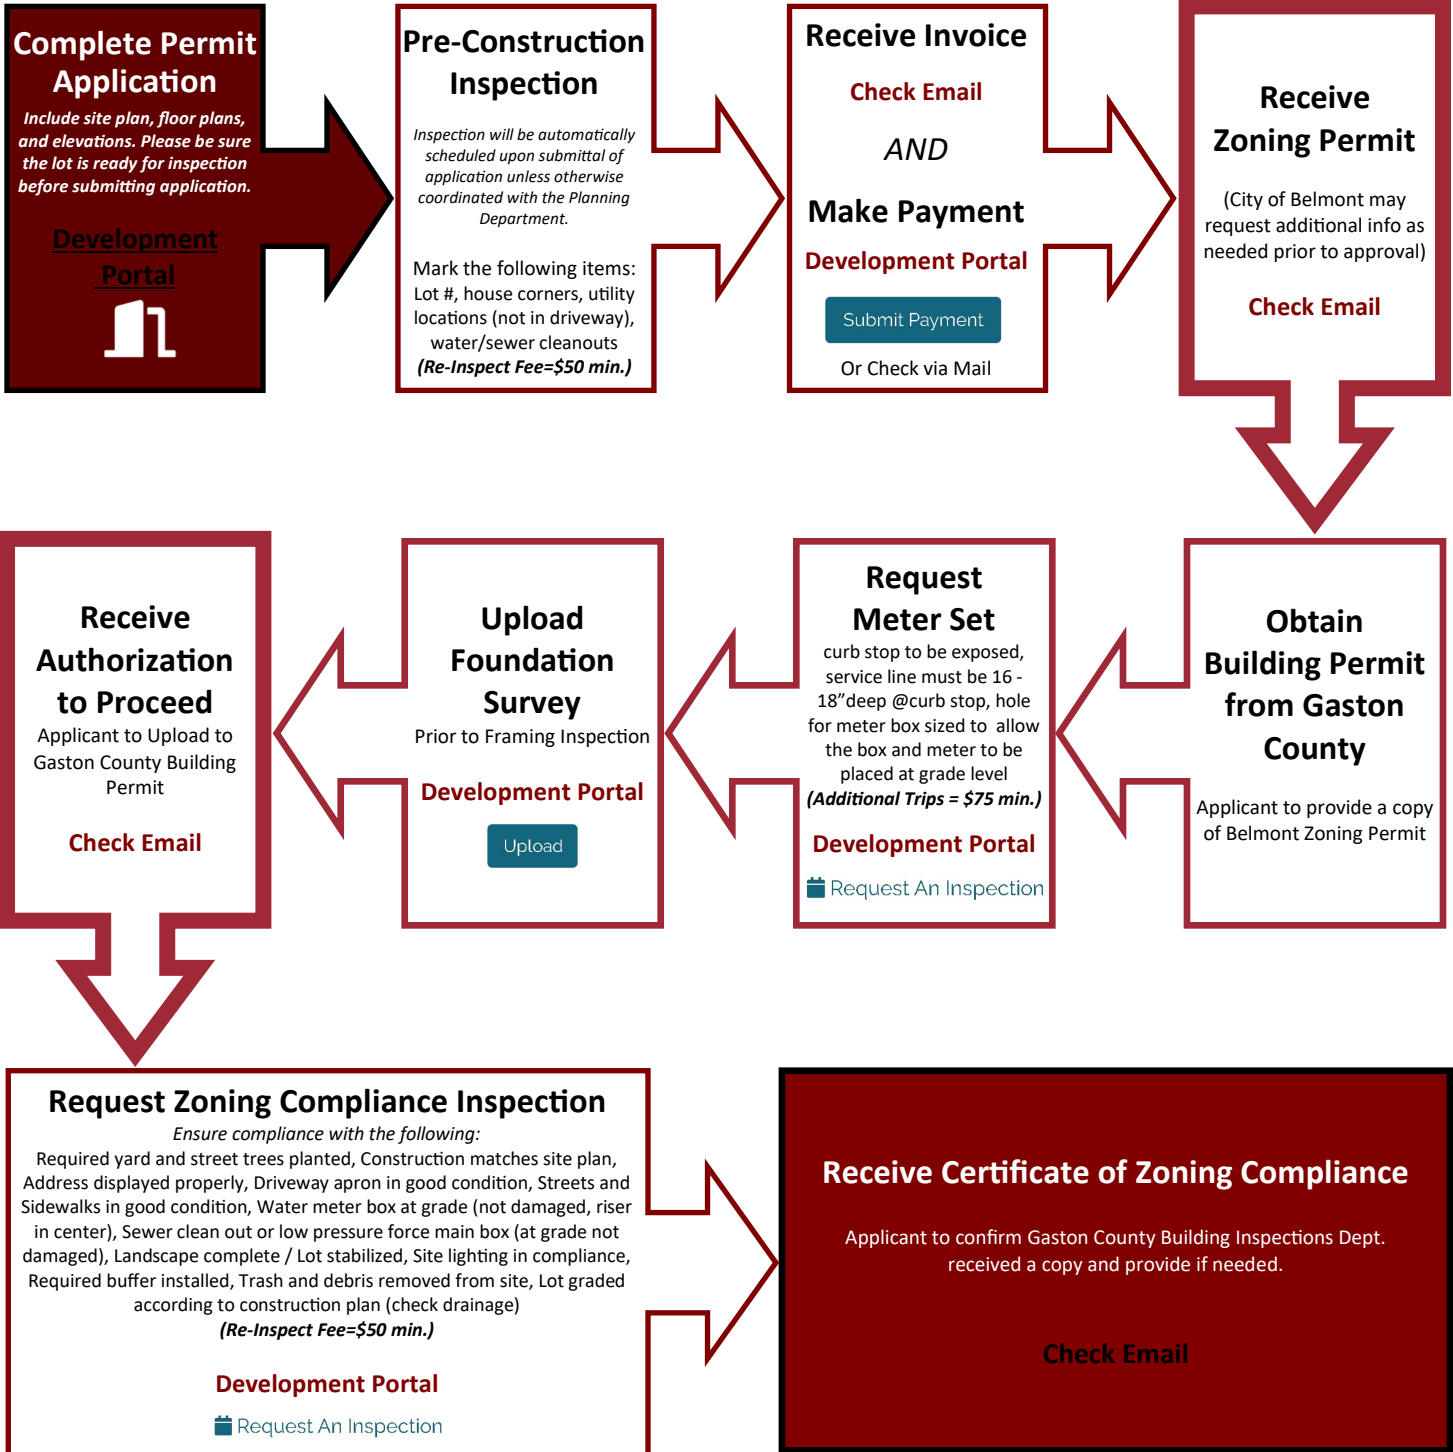 Complete Permit
Application
Include site plan, floor plans,
and elevations. Please be sure
the lot is ready for inspection
before submitting application.
Development
Portal
Pre-Construction
Inspection
Inspection will be automatically
scheduled upon submittal of
application unless otherwise
coordinated with the Planning
Department.
Mark the following items:
Lot #, house corners, utility
locations (not in driveway),
water/sewer cleanouts
(Re-Inspect Fee=$50 min.)
Receive Invoice
Check Email
AND
Make Payment
Development Portal
Submit Payment
Or Check via Mail
Receive
Zoning Permit
(City of Belmont may
request additional info as
needed prior to approval)
Check Email
Obtain
Building Permit
from Gaston
County
Applicant to provide a copy
of Belmont Zoning Permit
Request
Meter Set
curb stop to be exposed,
service line must be 16 -
18”deep @curb stop, hole
for meter box sized to allow
the box and meter to be
placed at grade level
(Additional Trips = $75 min.)
Development Portal
Request An Inspection
Upload
Foundation
Survey
Prior to Framing Inspection
Development Portal
Upload
Receive
Authorization
to Proceed
Applicant to Upload to
Gaston County Building
Permit
Check Email
Request Zoning Compliance Inspection
Ensure compliance with the following:
Required yard and street trees planted, Construction matches site plan,
Address displayed properly, Driveway apron in good condition, Streets and
Sidewalks in good condition, Water meter box at grade (not damaged, riser
in center), Sewer clean out or low pressure force main box (at grade not
damaged), Landscape complete / Lot stabilized, Site lighting in compliance,
Required buffer installed, Trash and debris removed from site, Lot graded
according to construction plan (check drainage)
(Re-Inspect Fee=$50 min.)
Development Portal
Request An Inspection
Receive Certificate of Zoning Compliance
Applicant to confirm Gaston County Building Inspections Dept.
received a copy and provide if needed.
Check Email